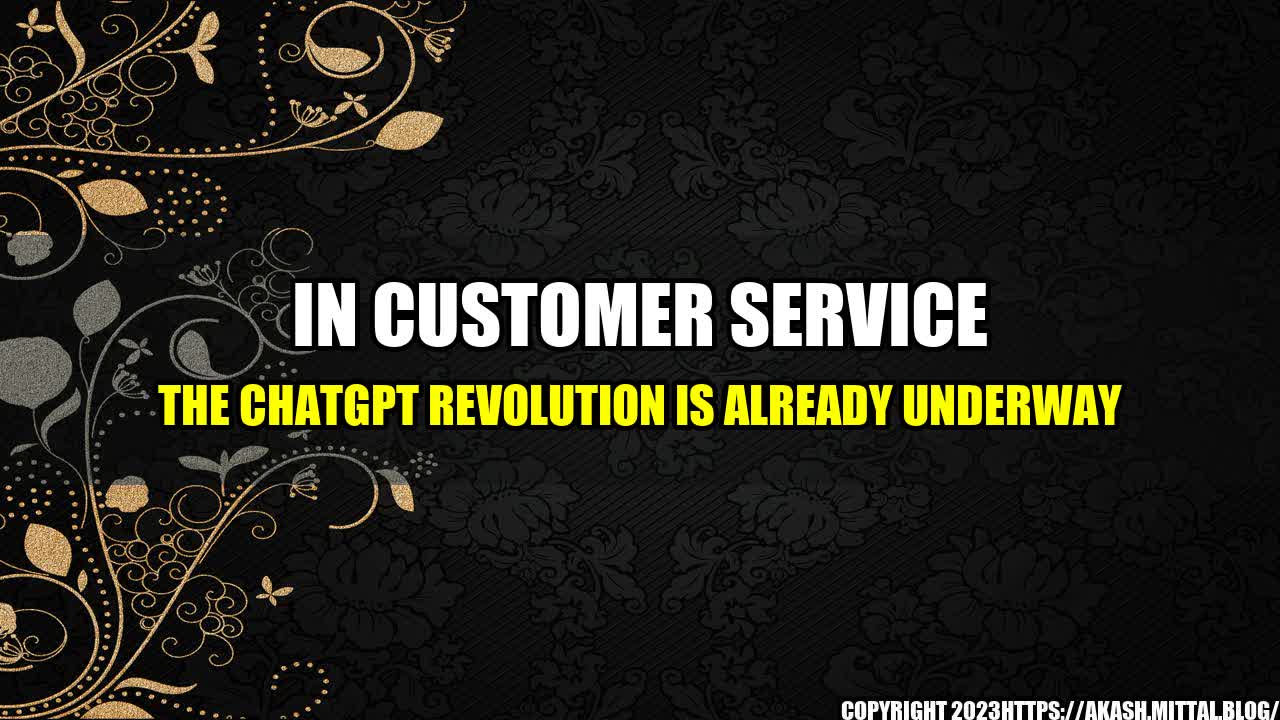 IN CUSTOMER SERVICE
THE CHATGPT REVOLUTION IS ALREADY UNDERWAY
COPYRIGHT 2023HTTPS://AKASH.MITTAL.BLOG/